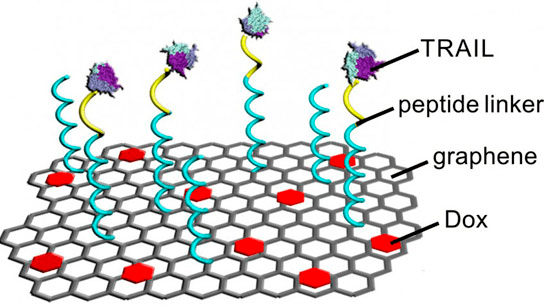 TRAIL
peptide linker
graphene
Dox